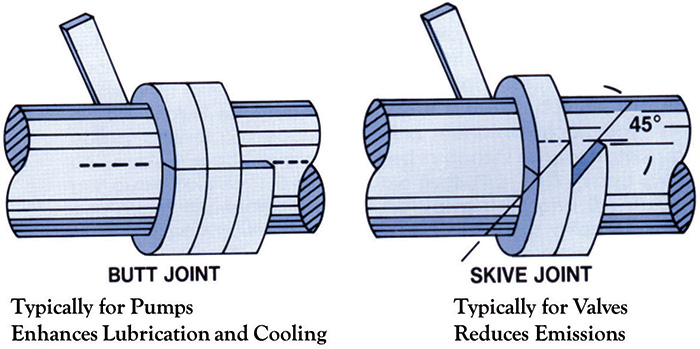 45°
BUTT JOINT
Typically for Pumps
Enhances Lubrication and Cooling
SKIVE JOINT
Typically for Valves
Reduces Emissions